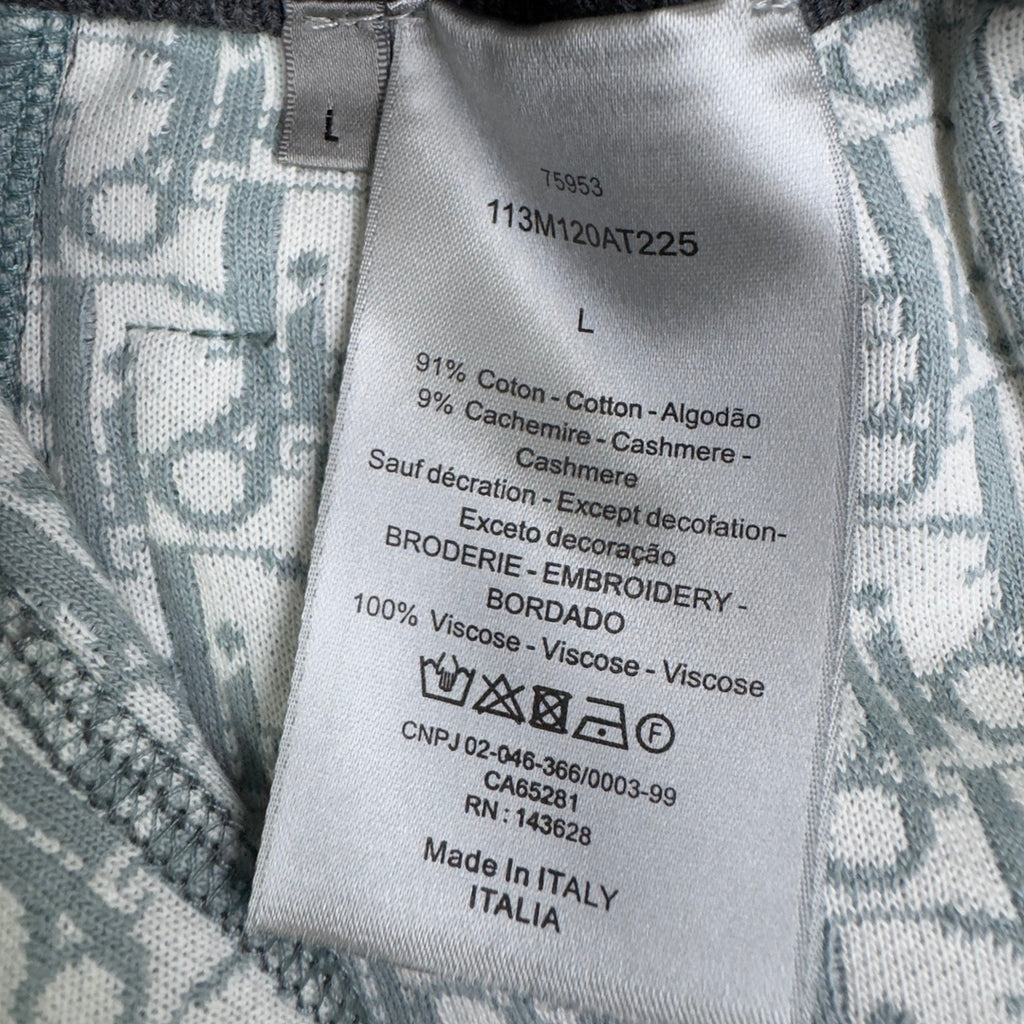 L
75953
113M120AT225
L
91% Coton - Cotton - Algodão
9% Cachemire - Cashmere -
Cashmere
Sauf décration - Except decofation-
Exceto decoração
BRODERIE - EMBROIDERY -
BORDADO
100% Viscose - Viscose - Viscose
F
CNPJ 02-046-366/0003-99
CA65281
RN : 143628
Made In ITALY
ITALIA